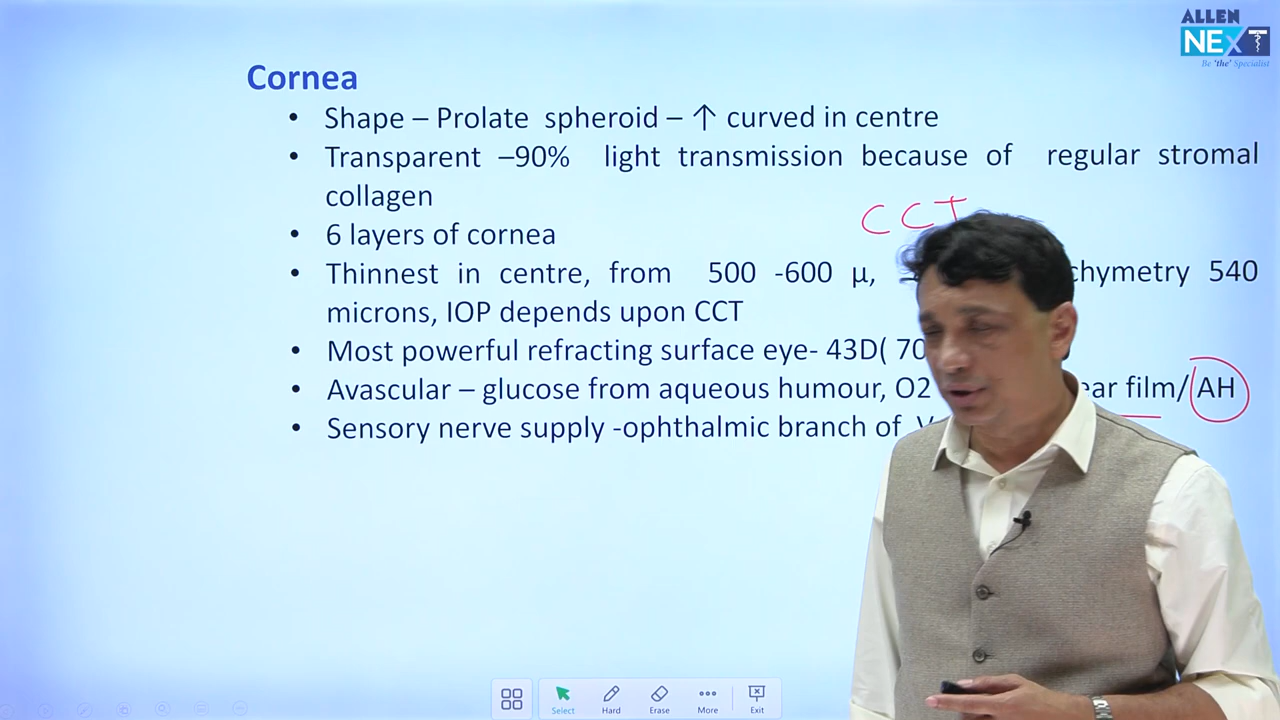 ALLEN
NExT
Be 'the' Specialist
Cornea
• Shape – Prolate spheroid – ↑ curved in centre
• Transparent –90% light transmission because of regular stromal
collagen
CCT
• 6 layers of cornea
• Thinnest in centre, from 500 -600 µ, chymetry 540
microns, IOP depends upon CCT
• Most powerful refracting surface eye- 43D( 70
• Avascular – glucose from aqueous humour, O2 ear film/ AH
• Sensory nerve supply -ophthalmic branch of
Select
Hard
Erase
More
Exit